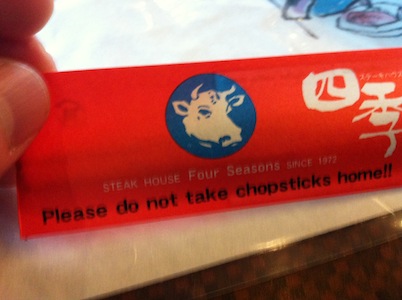 ステーキハウス
四季
STEAK HOUSE Four Seasons SINCE 1972
Please do not take chopsticks home!!